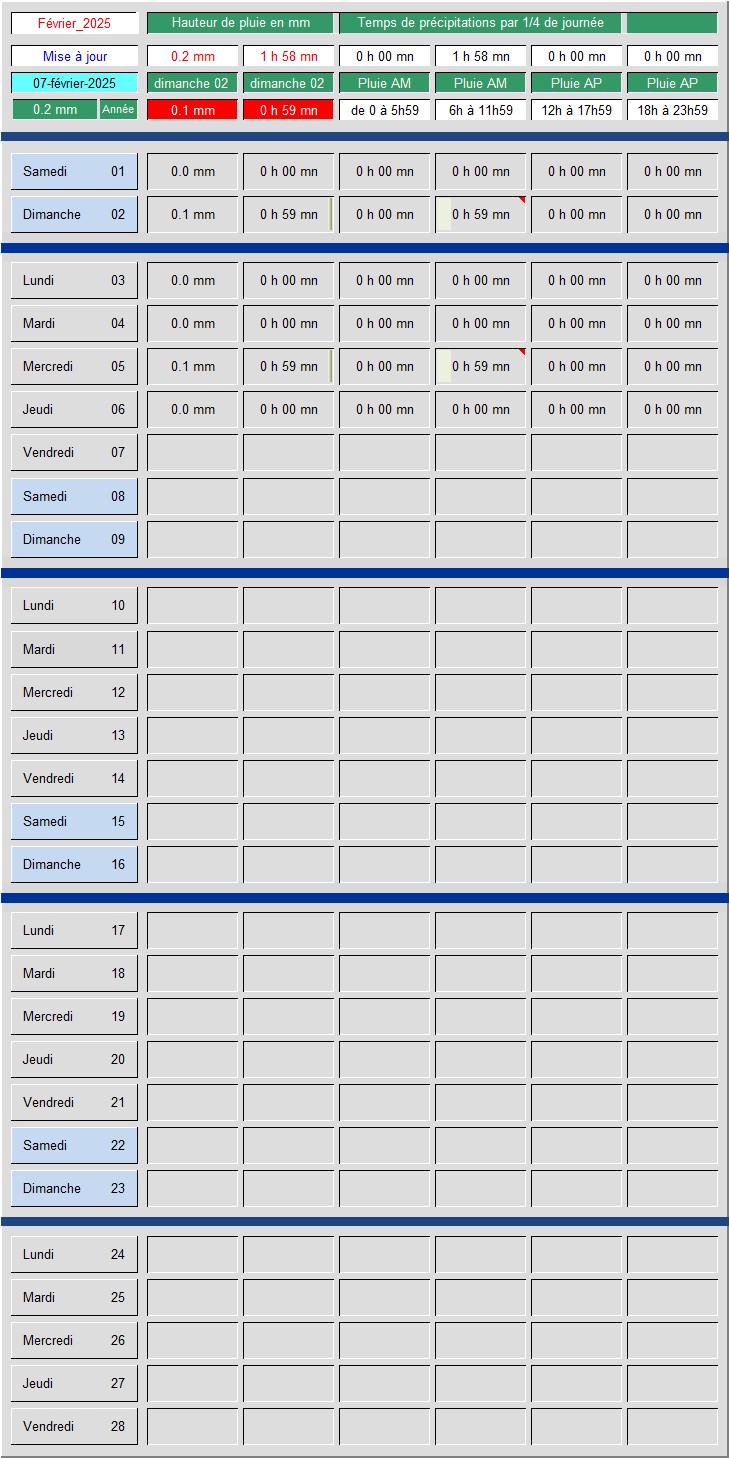 Février_2025 Hauteur de pluie en mm Temps de précipitations par 1/4 de journée
Mise à jour 0.2 mm 1 h 58 mn 0 h 00 mn 1 h 58 mn 0 h 00 mn 0 h 00 mn
07-février-2025 dimanche 02 dimanche 02 Pluie AM Pluie AM Pluie AP Pluie AP
0.2 mm Année 0.1 mm 0 h 59 mn de 0 à 5h59 6h à 11h59 12h à 17h59 18h à 23h59
Samedi 01 0.0 mm 0 h 00 mn 0 h 00 mn 0 h 00 mn 0 h 00 mn 0 h 00 mn
Dimanche 02 0.1 mm 0 h 59 mn 0 h 00 mn 0 h 59 mn 0 h 00 mn 0 h 00 mn
Lundi 03 0.0 mm 0 h 00 mn 0 h 00 mn 0 h 00 mn 0 h 00 mn 0 h 00 mn
Mardi 04 0.0 mm 0 h 00 mn 0 h 00 mn 0 h 00 mn 0 h 00 mn 0 h 00 mn
Mercredi 05 0.1 mm 0 h 59 mn 0 h 00 mn 0 h 59 mn 0 h 00 mn 0 h 00 mn
Jeudi 06 0.0 mm 0 h 00 mn 0 h 00 mn 0 h 00 mn 0 h 00 mn 0 h 00 mn
Vendredi 07
Samedi 08
Dimanche 09
Lundi 10
Mardi 11
Mercredi 12
Jeudi 13
Vendredi 14
Samedi 15
Dimanche 16
Lundi 17
Mardi 18
Mercredi 19
Jeudi 20
Vendredi 21
Samedi 22
Dimanche 23
Lundi 24
Mardi 25
Mercredi 26
Jeudi 27
Vendredi 28